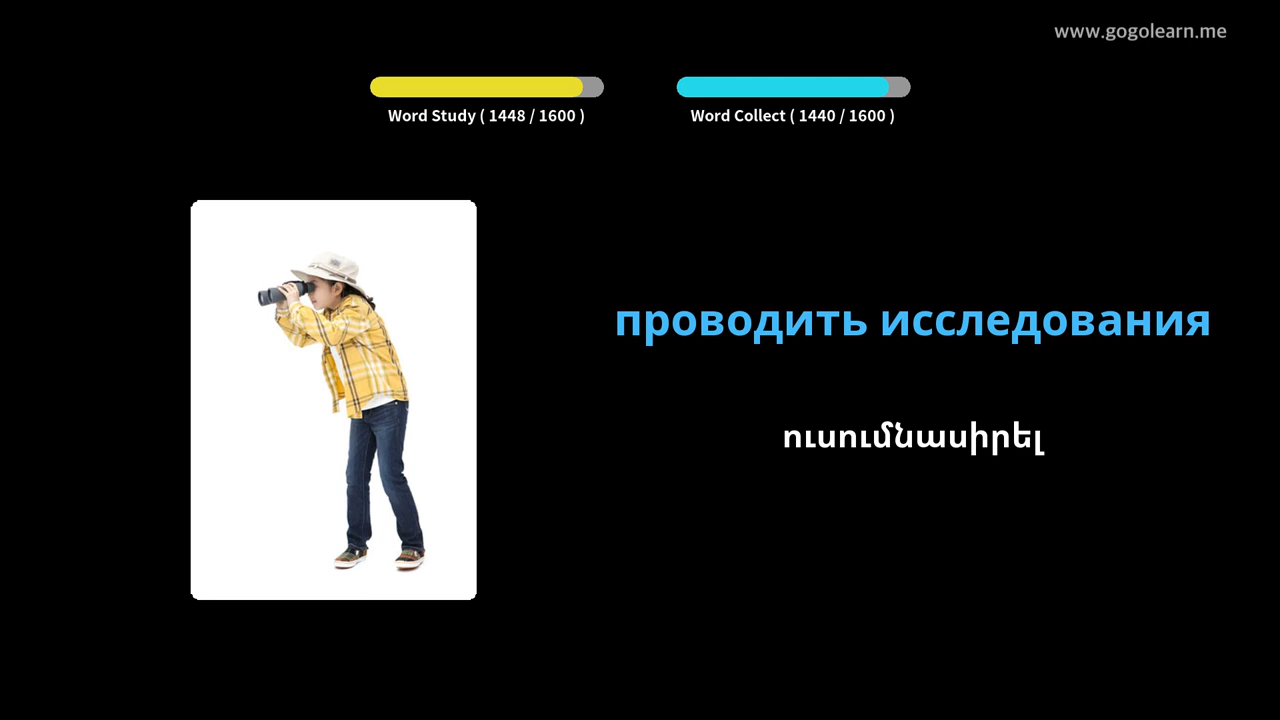 www.gogolearn.me
Word Study ( 1448 / 1600 )
Word Collect ( 1440 / 1600 )
проводить исследования
ուսումնասիրել